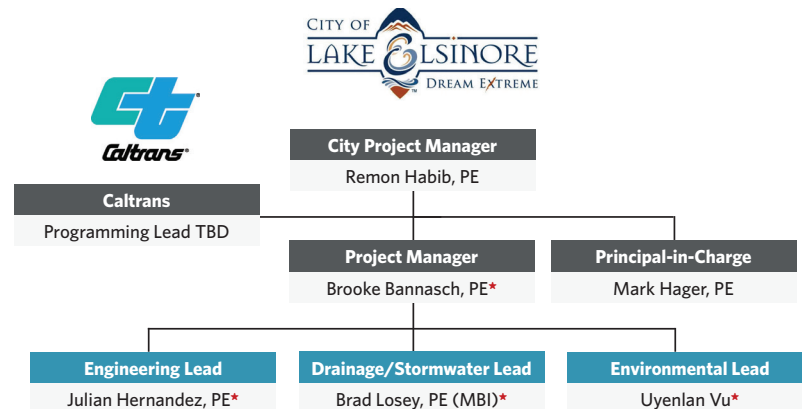 CITY OF
LAKE ELSINORE
DREAM EXTREME
™
Caltrans®
City Project Manager
Remon Habib, PE
Caltrans
Programming Lead TBD
Project Manager
Principal-in-Charge
Brooke Bannasch, PE★
Mark Hager, PE
Engineering Lead
Drainage/Stormwater Lead
Environmental Lead
Julian Hernandez, PE★
Brad Losey, PE (MBI)★
Uyenlan Vu★